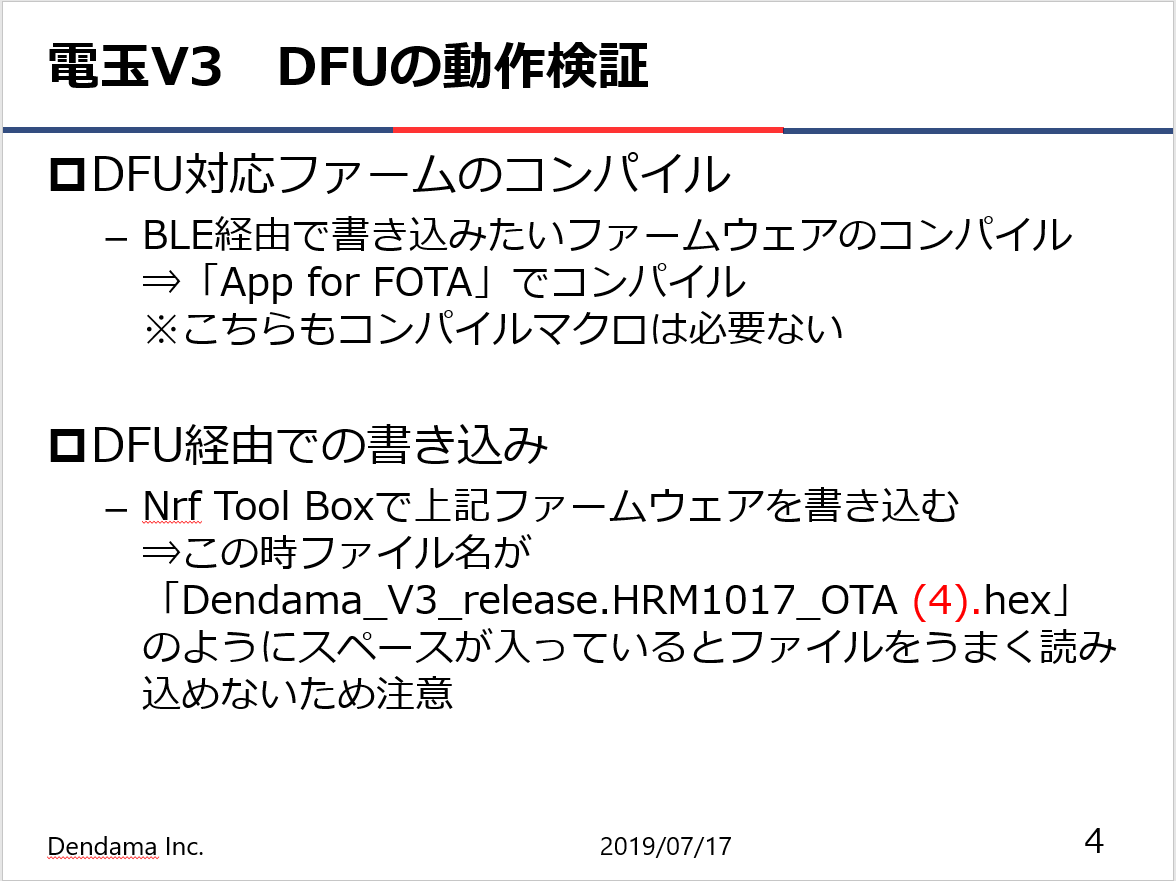 電玉V3　DFUの動作検証
DFU対応ファームのコンパイル
– BLE経由で書き込みたいファームウェアのコンパイル
⇒「App for FOTA」でコンパイル
※こちらもコンパイルマクロは必要ない
DFU経由での書き込み
– Nrf Tool Boxで上記ファームウェアを書き込む
⇒この時ファイル名が
「Dendama_V3_release.HRM1017_OTA (4).hex」
のようにスペースが入っているとファイルをうまく読み
込めないため注意
Dendama Inc.
2019/07/17
4